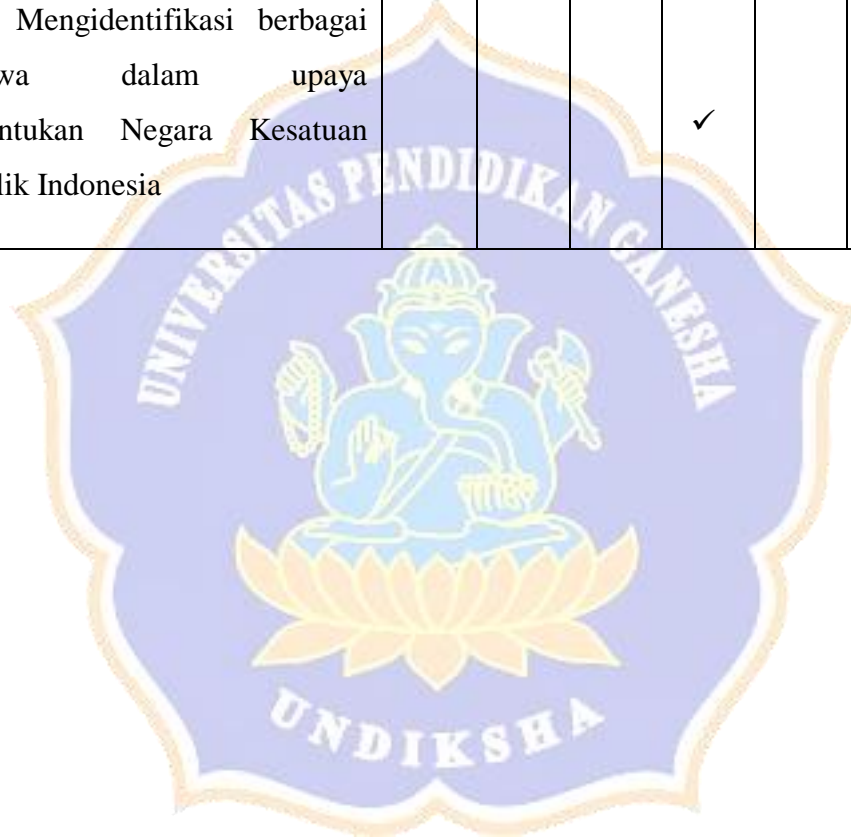 Mengidentifikasi berbagai
wa dalam upaya
ntukan Negara Kesatuan
lik Indonesia
✓
UNIVERSITAS PENDIDIKAN GANESHA
UNDIKSHA